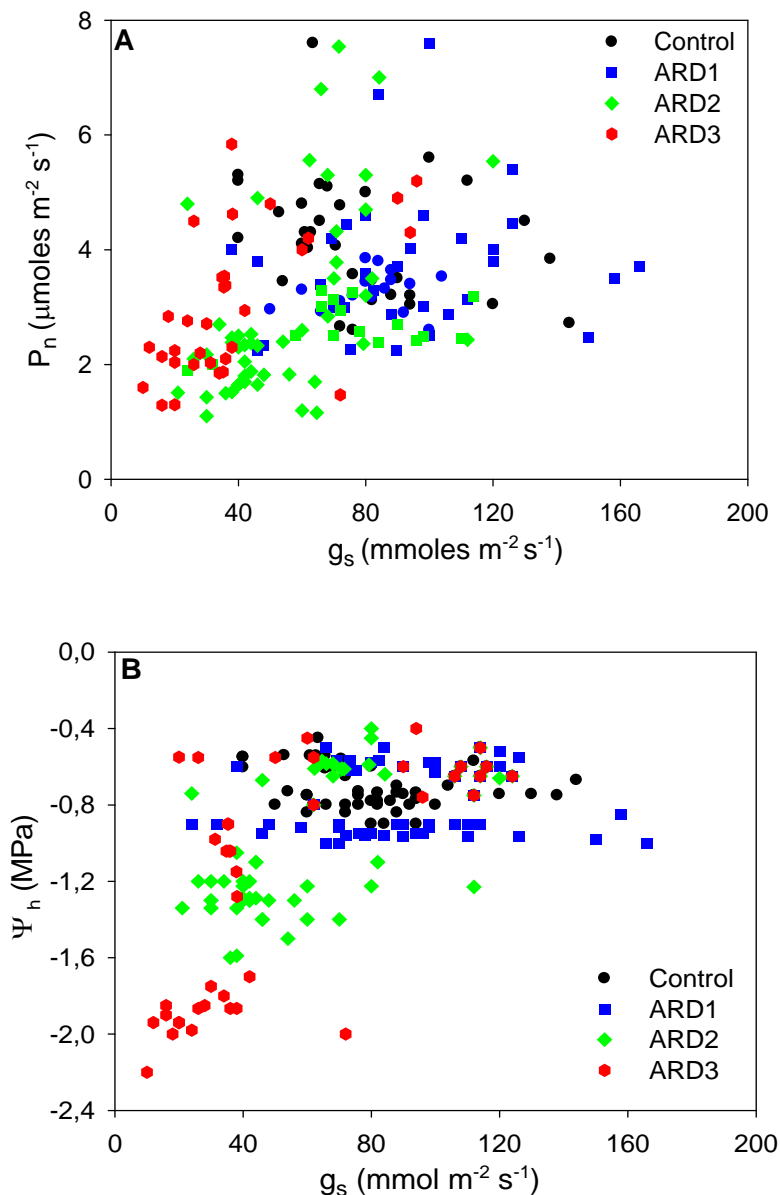 A
8
6
4
2
0
Pn (μmoles m-2 s-1)
Control
ARD1
ARD2
ARD3
0 40 80 120 160 200
gs (mmoles m-2 s-1)
B
0,0
-0,4
-0,8
-1,2
-1,6
-2,0
-2,4
Ψh (MPa)
Control
ARD1
ARD2
ARD3
0 40 80 120 160 200
gs (mmol m-2 s-1)